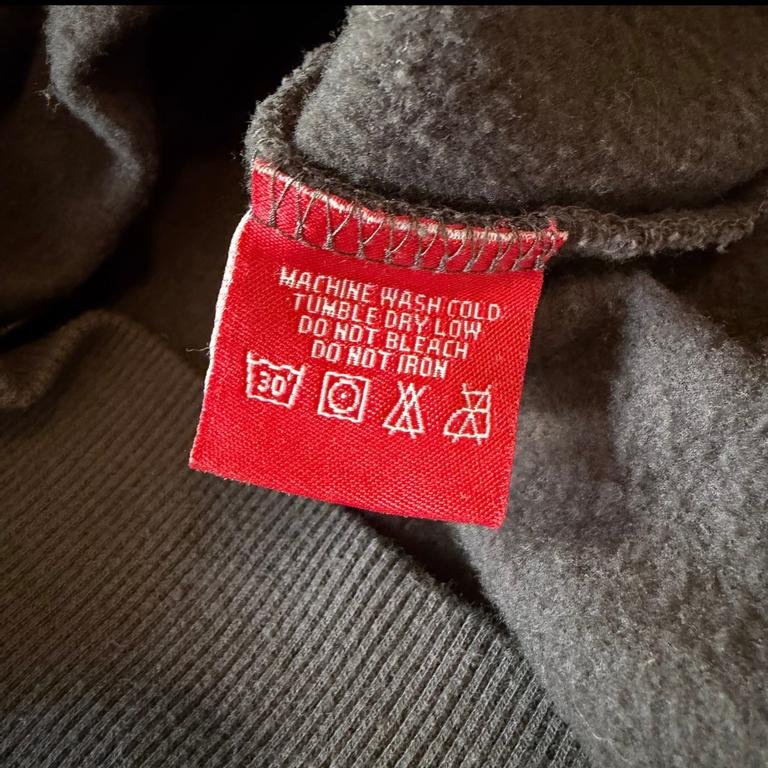 MACHINE WASH COLD
TUMBLE DRY LOW
DO NOT BLEACH
DO NOT IRON
30°